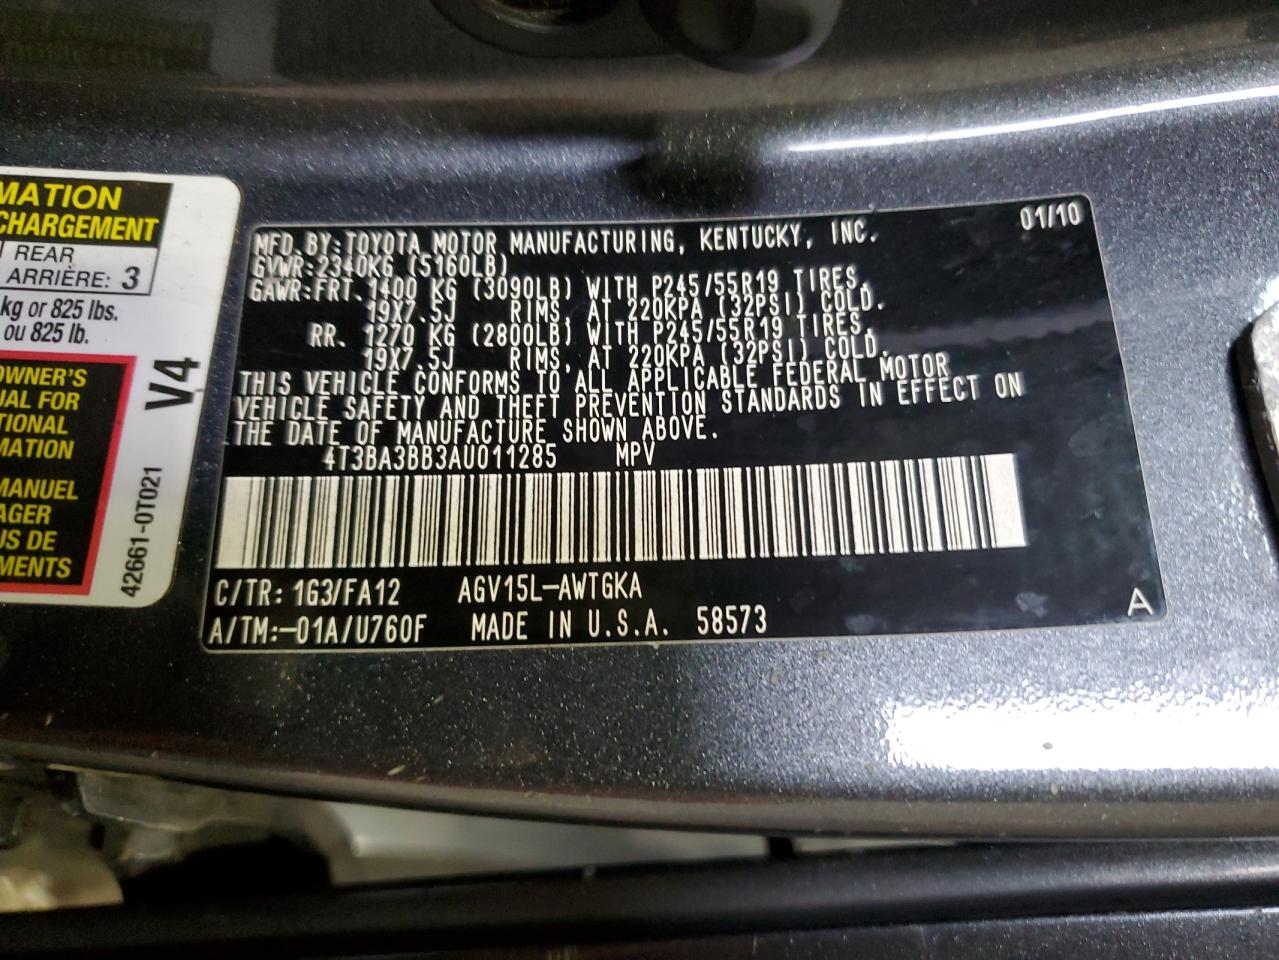 MATION
CHARGEMENT
REAR
ARRIÈRE: 3
kg or 825 lbs.
ou 825 lb.
OWNER'S
UAL FOR
TIONAL
MATION
MANUEL
AGER
US DE
MENTS
V4
42661-0T021
MFD. BY: TOYOTA MOTOR MANUFACTURING, KENTUCKY, INC. 01/10
GVWR: 2340KG (5160LB)
GAWR: FRT. 1400 KG (3090LB) WITH P245/55R19 TIRES,
19X7.5J RIMS, AT 220KPA (32PSI) COLD.
RR. 1270 KG (2800LB) WITH P245/55R19 TIRES,
19X7.5J RIMS, AT 220KPA (32PSI) COLD.
THIS VEHICLE CONFORMS TO ALL APPLICABLE FEDERAL MOTOR
VEHICLE SAFETY AND THEFT PREVENTION STANDARDS IN EFFECT ON
THE DATE OF MANUFACTURE SHOWN ABOVE.
4T3BA3BB3AU011285 MPV
C/TR: 1G3/FA12 AGV15L-AWTGKA
A/TM:-01A/U760F MADE IN U.S.A. 58573 A